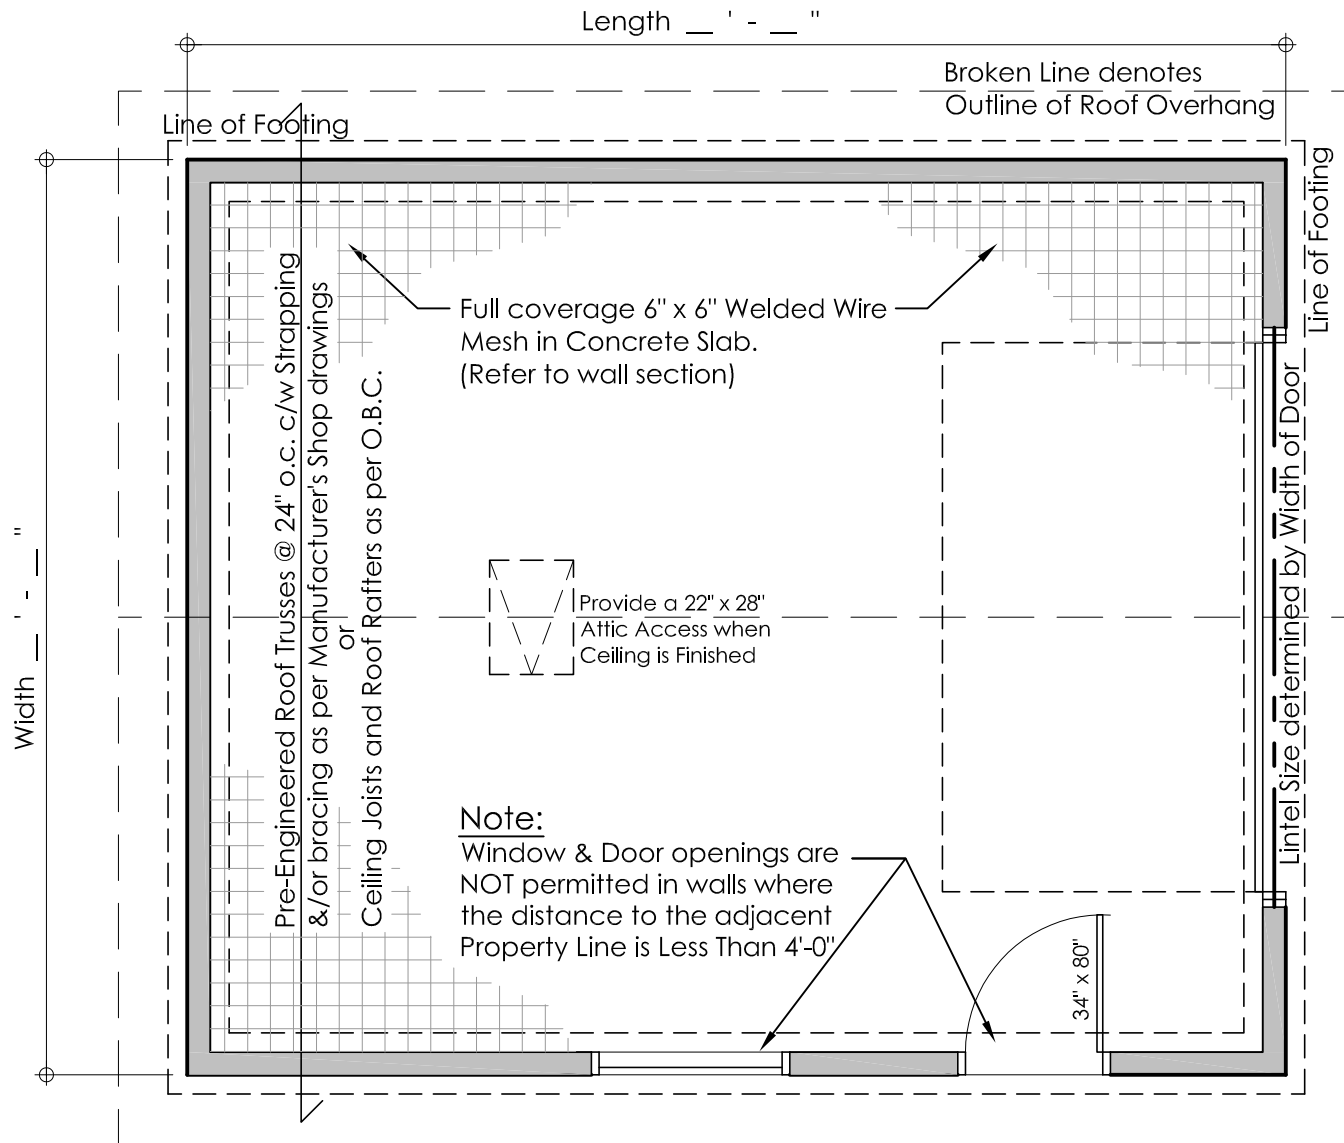 Length __ ' - __ "
Broken Line denotes
Outline of Roof Overhang
Line of Footing
Line of Footing
Full coverage 6" x 6" Welded Wire
Mesh in Concrete Slab.
(Refer to wall section)
Pre-Engineered Roof Trusses @ 24" o.c. c/w Strapping
&/or bracing as per Manufacturer's Shop drawings
or
Ceiling Joists and Roof Rafters as per O.B.C.
Lintel Size determined by Width of Door
Width __ ' - __ "
Provide a 22" x 28"
Attic Access when
Ceiling is Finished
Note:
Window & Door openings are
NOT permitted in walls where
the distance to the adjacent
Property Line is Less Than 4'-0"
34" x 80"